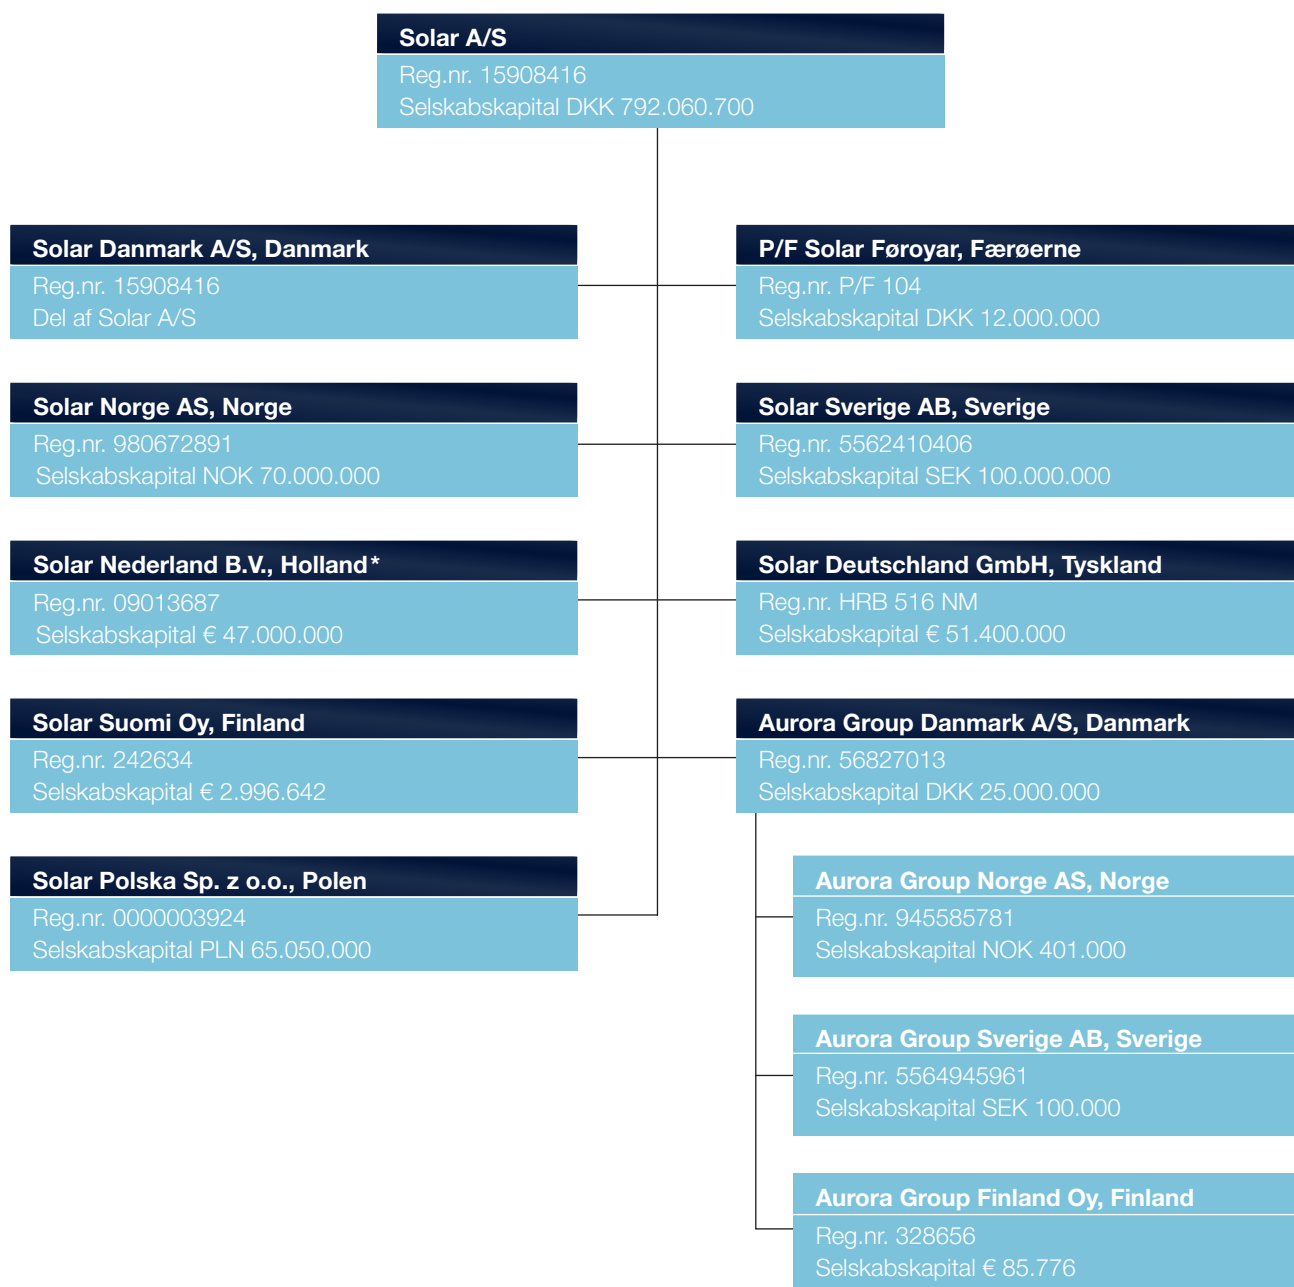 Solar A/S
Reg.nr. 15908416
Selskabskapital DKK 792.060.700
Solar Danmark A/S, Danmark
Reg.nr. 15908416
Del af Solar A/S
P/F Solar Føroyar, Færøerne
Reg.nr. P/F 104
Selskabskapital DKK 12.000.000
Solar Norge AS, Norge
Reg.nr. 980672891
Selskabskapital NOK 70.000.000
Solar Sverige AB, Sverige
Reg.nr. 5562410406
Selskabskapital SEK 100.000.000
Solar Nederland B.V., Holland*
Reg.nr. 09013687
Selskabskapital € 47.000.000
Solar Deutschland GmbH, Tyskland
Reg.nr. HRB 516 NM
Selskabskapital € 51.400.000
Solar Suomi Oy, Finland
Reg.nr. 242634
Selskabskapital € 2.996.642
Aurora Group Danmark A/S, Danmark
Reg.nr. 56827013
Selskabskapital DKK 25.000.000
Solar Polska Sp. z o.o., Polen
Reg.nr. 0000003924
Selskabskapital PLN 65.050.000
Aurora Group Norge AS, Norge
Reg.nr. 945585781
Selskabskapital NOK 401.000
Aurora Group Sverige AB, Sverige
Reg.nr. 5564945961
Selskabskapital SEK 100.000
Aurora Group Finland Oy, Finland
Reg.nr. 328656
Selskabskapital € 85.776